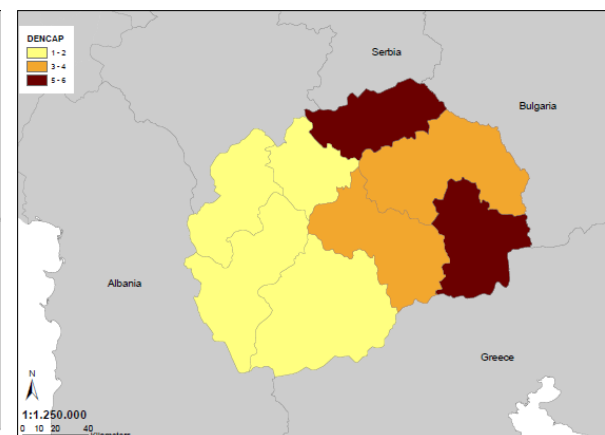 DENCAP
1 - 2
3 - 4
5 - 6
Serbia
Bulgaria
Albania
Greece
N
1:1.250.000
0 10 20 40
Kilometers